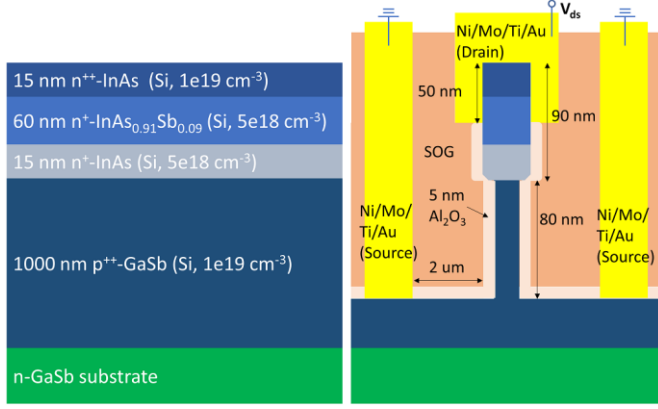 15 nm n⁺⁺-InAs (Si, 1e19 cm⁻³)
60 nm n⁺-InAs₀.₉₁Sb₀.₀₉ (Si, 5e18 cm⁻³)
15 nm n⁺-InAs (Si, 5e18 cm⁻³)
1000 nm p⁺⁺-GaSb (Si, 1e19 cm⁻³)
n-GaSb substrate
V_ds
Ni/Mo/Ti/Au
(Drain)
50 nm
90 nm
SOG
5 nm
Al₂O₃
80 nm
Ni/Mo/
Ti/Au
(Source)
2 um
Ni/Mo/
Ti/Au
(Source)